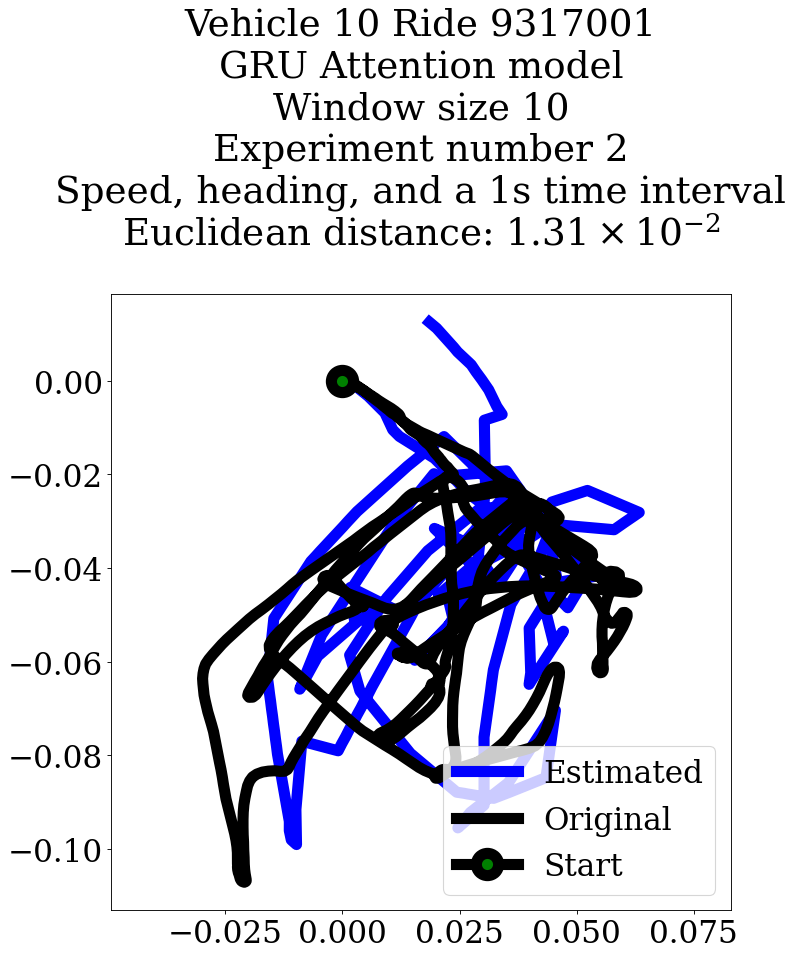 Vehicle 10 Ride 9317001
GRU Attention model
Window size 10
Experiment number 2
Speed, heading, and a 1s time interval
Euclidean distance: 1.31 × 10⁻²
0.00
−0.02
−0.04
−0.06
−0.08
−0.10
Estimated
Original
Start
−0.025 0.000 0.025 0.050 0.075